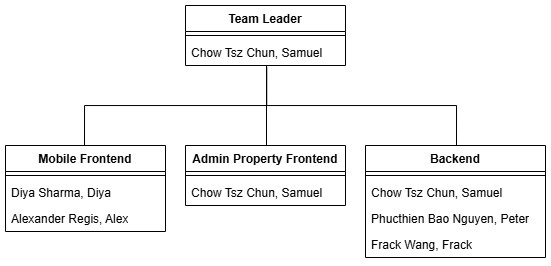 Team Leader
Chow Tsz Chun, Samuel
Mobile Frontend
Diya Sharma, Diya
Alexander Regis, Alex
Admin Property Frontend
Chow Tsz Chun, Samuel
Backend
Chow Tsz Chun, Samuel
Phucthien Bao Nguyen, Peter
Frack Wang, Frack